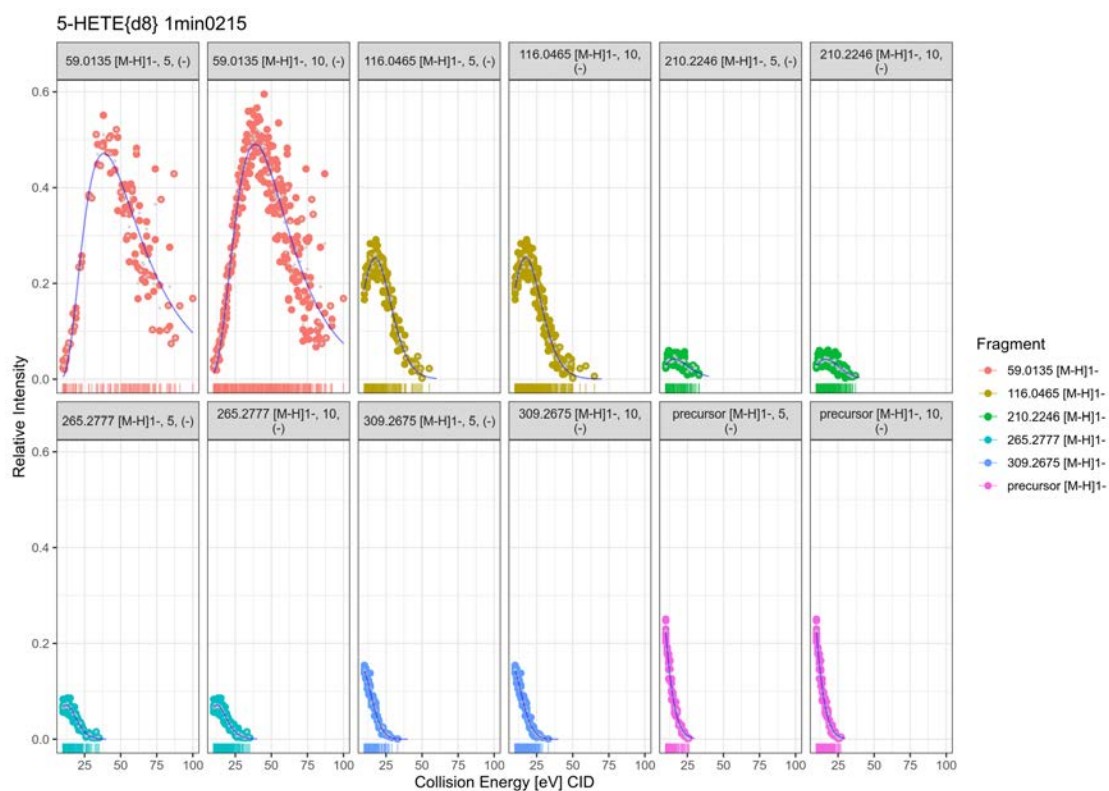 5-HETE{d8} 1min0215
59.0135 [M-H]1-, 5, (-)
59.0135 [M-H]1-, 10, (-)
116.0465 [M-H]1-, 5, (-)
116.0465 [M-H]1-, 10,
(-)
210.2246 [M-H]1-, 5, (-)
210.2246 [M-H]1-, 10,
(-)
0.6
0.4
0.2
0.0
265.2777 [M-H]1-, 5, (-)
265.2777 [M-H]1-, 10,
(-)
309.2675 [M-H]1-, 5, (-)
309.2675 [M-H]1-, 10,
(-)
precursor [M-H]1-, 5,
(-)
precursor [M-H]1-, 10,
(-)
0.6
0.4
0.2
0.0
Relative Intensity
25 50 75 100
25 50 75 100
25 50 75 100
25 50 75 100
25 50 75 100
25 50 75 100
Collision Energy [eV] CID
Fragment
59.0135 [M-H]1-
116.0465 [M-H]1-
210.2246 [M-H]1-
265.2777 [M-H]1-
309.2675 [M-H]1-
precursor [M-H]1-